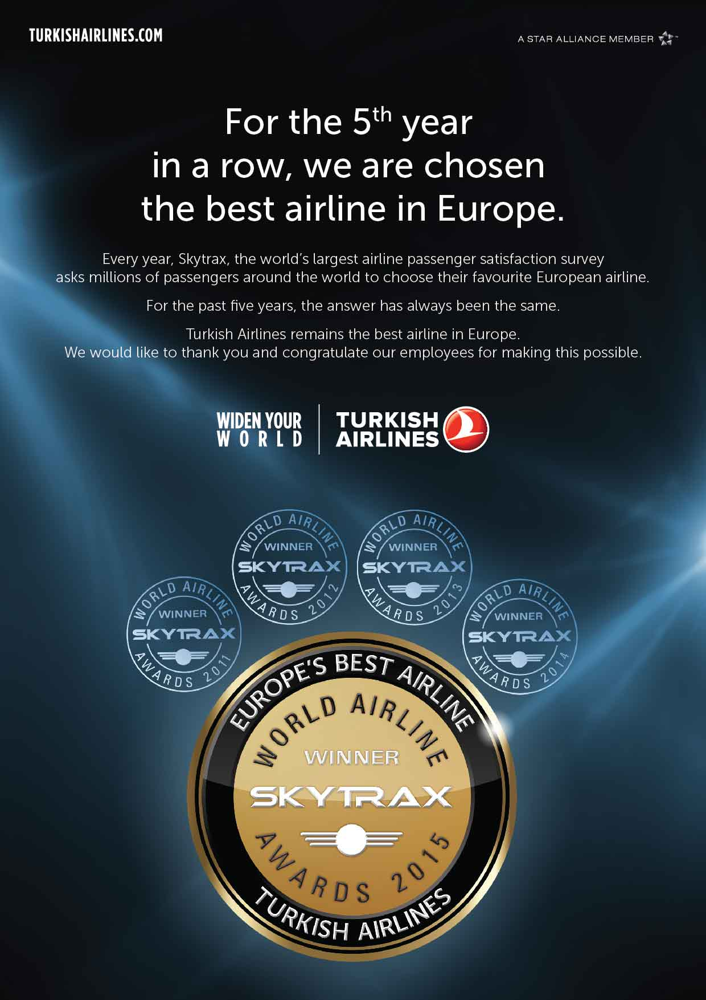 TURKISHAIRLINES.COM
A STAR ALLIANCE MEMBER ™
For the 5th year
in a row, we are chosen
the best airline in Europe.
Every year, Skytrax, the world’s largest airline passenger satisfaction survey
asks millions of passengers around the world to choose their favourite European airline.
For the past five years, the answer has always been the same.
Turkish Airlines remains the best airline in Europe.
We would like to thank you and congratulate our employees for making this possible.
WIDEN YOUR
WORLD
TURKISH
AIRLINES
WORLD AIRLINE
WINNER
SKYTRAX
AWARDS 2011
WORLD AIRLINE
WINNER
SKYTRAX
AWARDS 2012
WORLD AIRLINE
WINNER
SKYTRAX
AWARDS 2013
WORLD AIRLINE
WINNER
SKYTRAX
AWARDS 2014
EUROPE’S BEST AIRLINE
WORLD AIRLINE
WINNER
SKYTRAX
AWARDS 2015
TURKISH AIRLINES